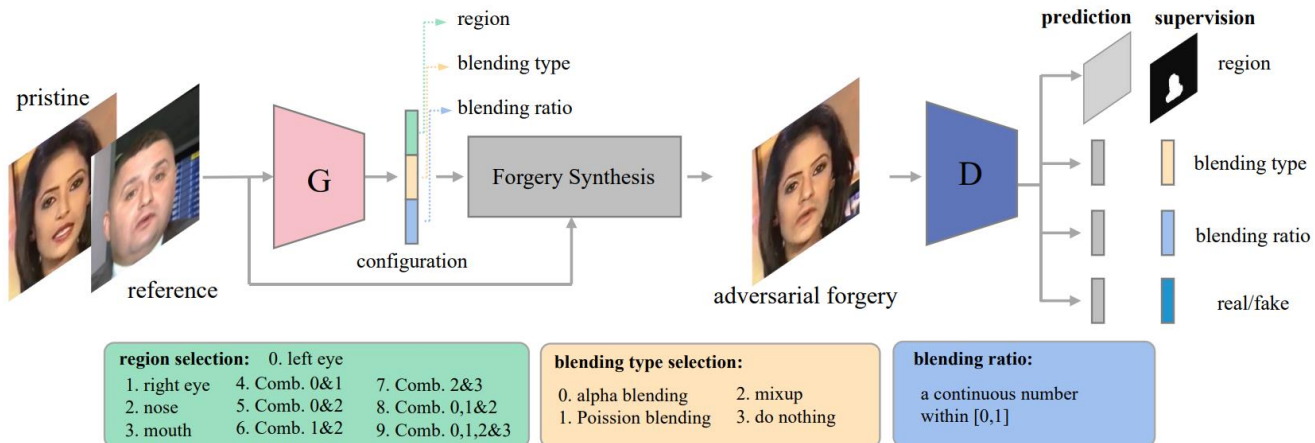 region
blending type
blending ratio
pristine
reference
G
configuration
Forgery Synthesis
adversarial forgery
D
prediction
supervision
region
blending type
blending ratio
real/fake
region selection: 0. left eye
1. right eye 4. Comb. 0&1 7. Comb. 2&3
2. nose 5. Comb. 0&2 8. Comb. 0,1&2
3. mouth 6. Comb. 1&2 9. Comb. 0,1,2&3
blending type selection:
0. alpha blending 2. mixup
1. Poission blending 3. do nothing
blending ratio:
a continuous number
within [0,1]